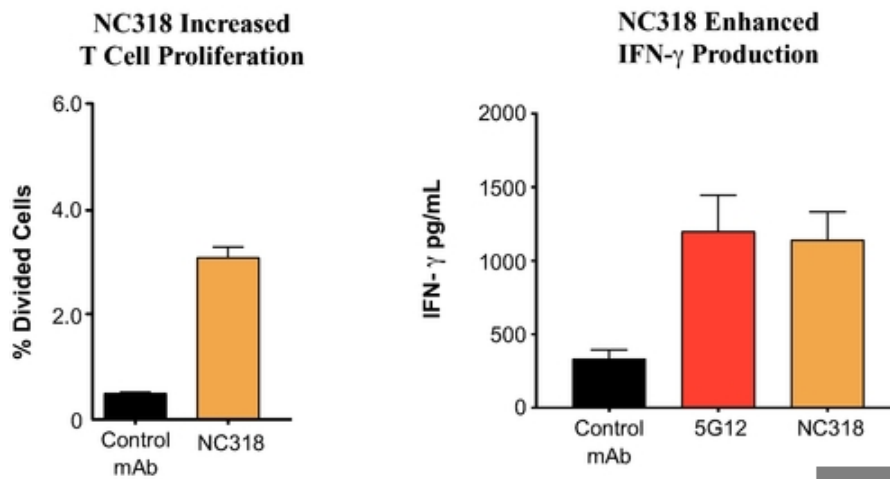 NC318 Increased
T Cell Proliferation
% Divided Cells
6.0
4.0
2.0
0
Control
mAb
NC318
NC318 Enhanced
IFN-γ Production
IFN- γ pg/mL
2000
1500
1000
500
0
Control
mAb
5G12
NC318